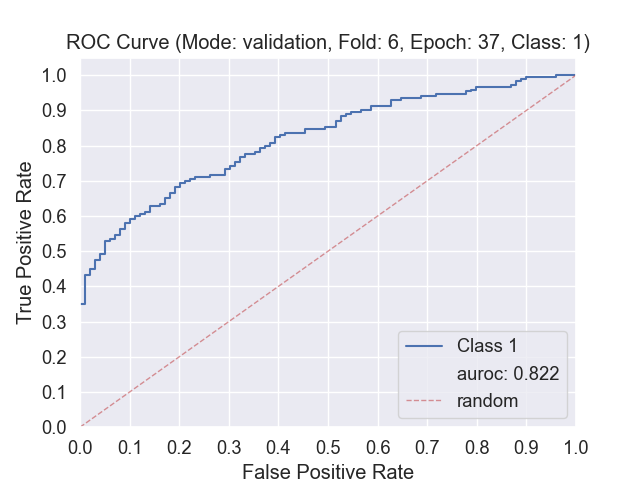 ROC Curve (Mode: validation, Fold: 6, Epoch: 37, Class: 1)
True Positive Rate
1.0
0.9
0.8
0.7
0.6
0.5
0.4
0.3
0.2
0.1
0.0
Class 1
auroc: 0.822
random
0.0 0.1 0.2 0.3 0.4 0.5 0.6 0.7 0.8 0.9 1.0
False Positive Rate